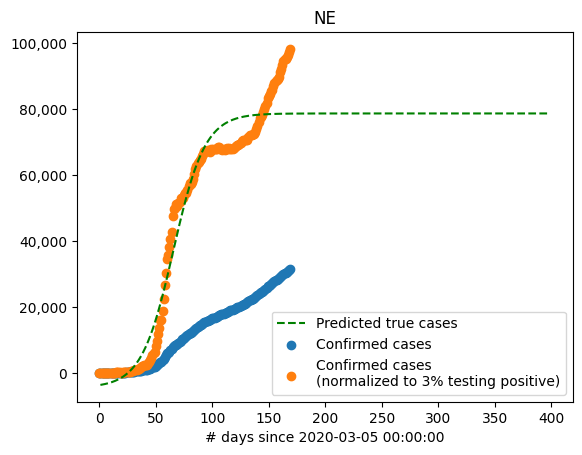 NE
100,000
80,000
60,000
40,000
20,000
0
Predicted true cases
Confirmed cases
Confirmed cases
(normalized to 3% testing positive)
0 50 100 150 200 250 300 350 400
# days since 2020-03-05 00:00:00